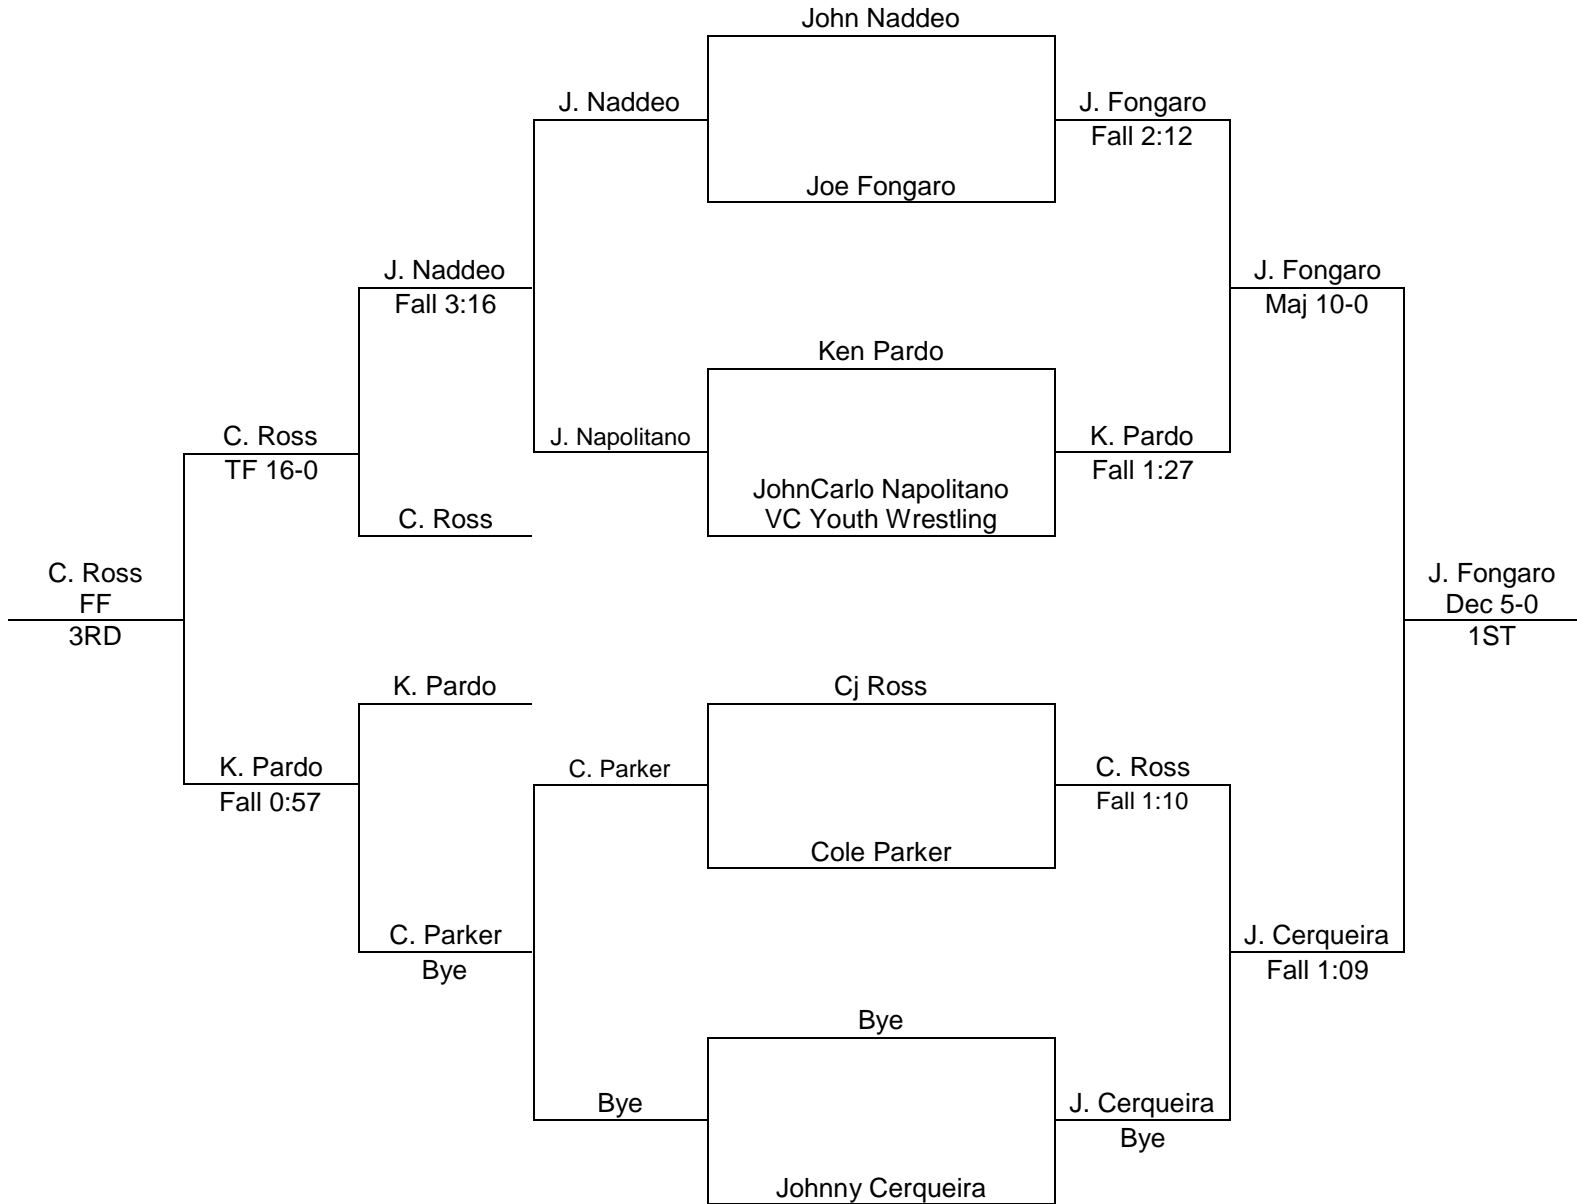 John Naddeo
J. Naddeo
J. Fongaro
Fall 2:12
Joe Fongaro
J. Naddeo
Fall 3:16
J. Fongaro
Maj 10-0
Ken Pardo
C. Ross
TF 16-0
J. Napolitano
K. Pardo
Fall 1:27
JohnCarlo Napolitano
VC Youth Wrestling
C. Ross
C. Ross
FF
3RD
J. Fongaro
Dec 5-0
1ST
K. Pardo
Cj Ross
K. Pardo
Fall 0:57
C. Parker
C. Ross
Fall 1:10
Cole Parker
C. Parker
Bye
J. Cerqueira
Fall 1:09
Bye
Bye
J. Cerqueira
Bye
Johnny Cerqueira